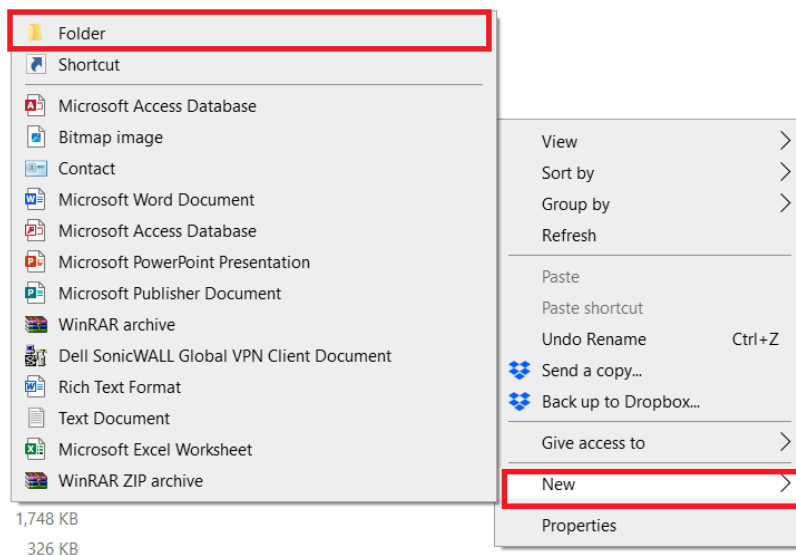 Folder
Shortcut
Microsoft Access Database
Bitmap image
Contact
Microsoft Word Document
Microsoft Access Database
Microsoft PowerPoint Presentation
Microsoft Publisher Document
WinRAR archive
Dell SonicWALL Global VPN Client Document
Rich Text Format
Text Document
Microsoft Excel Worksheet
WinRAR ZIP archive
1,748 KB
326 KB
View
Sort by
Group by
Refresh
Paste
Paste shortcut
Undo Rename Ctrl+Z
Send a copy...
Back up to Dropbox...
Give access to
New
Properties